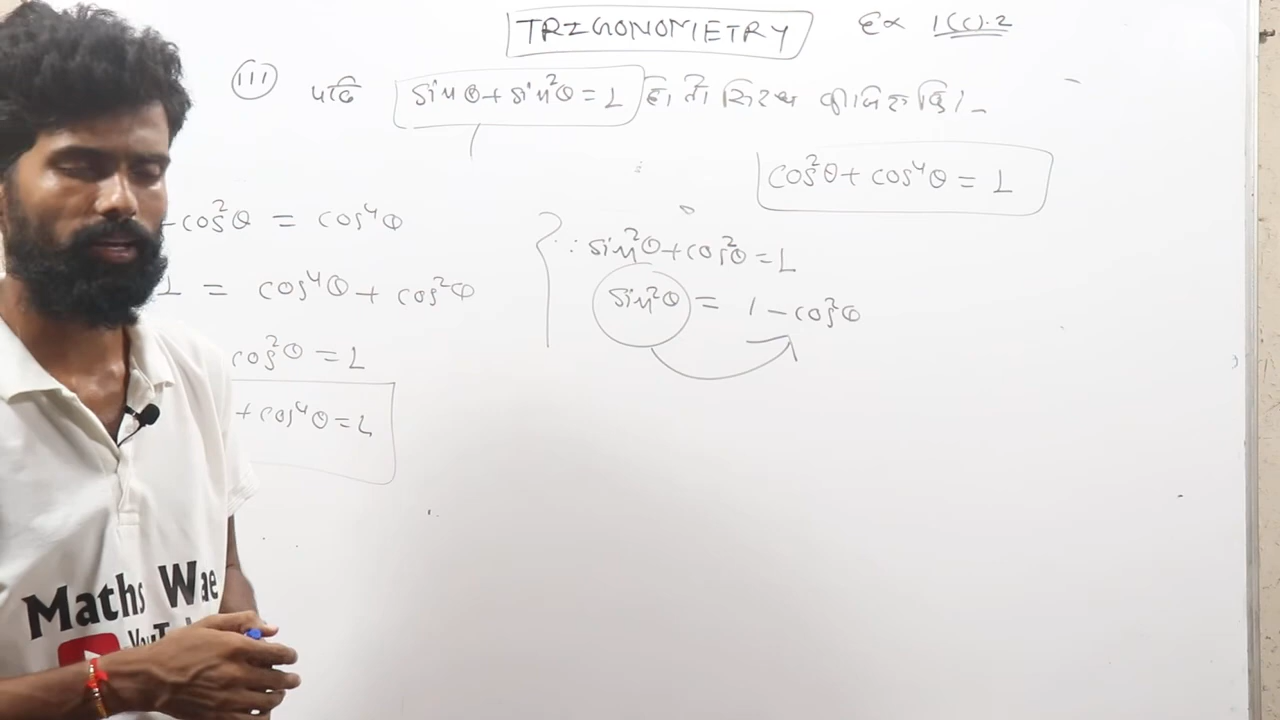 TRIGONOMETRY Ex 1(c).2
(III) यदि sinθ + sin²θ = 1 हो तो सिद्ध कीजिए कि।-
cos²θ + cos⁴θ = 1
-cos²θ = cos⁴θ
1 = cos⁴θ + cos²θ
cos²θ = 1
+ cos⁴θ = 1
∵ sin²θ + cos²θ = 1
sin²θ = 1 - cos²θ
Maths Wae